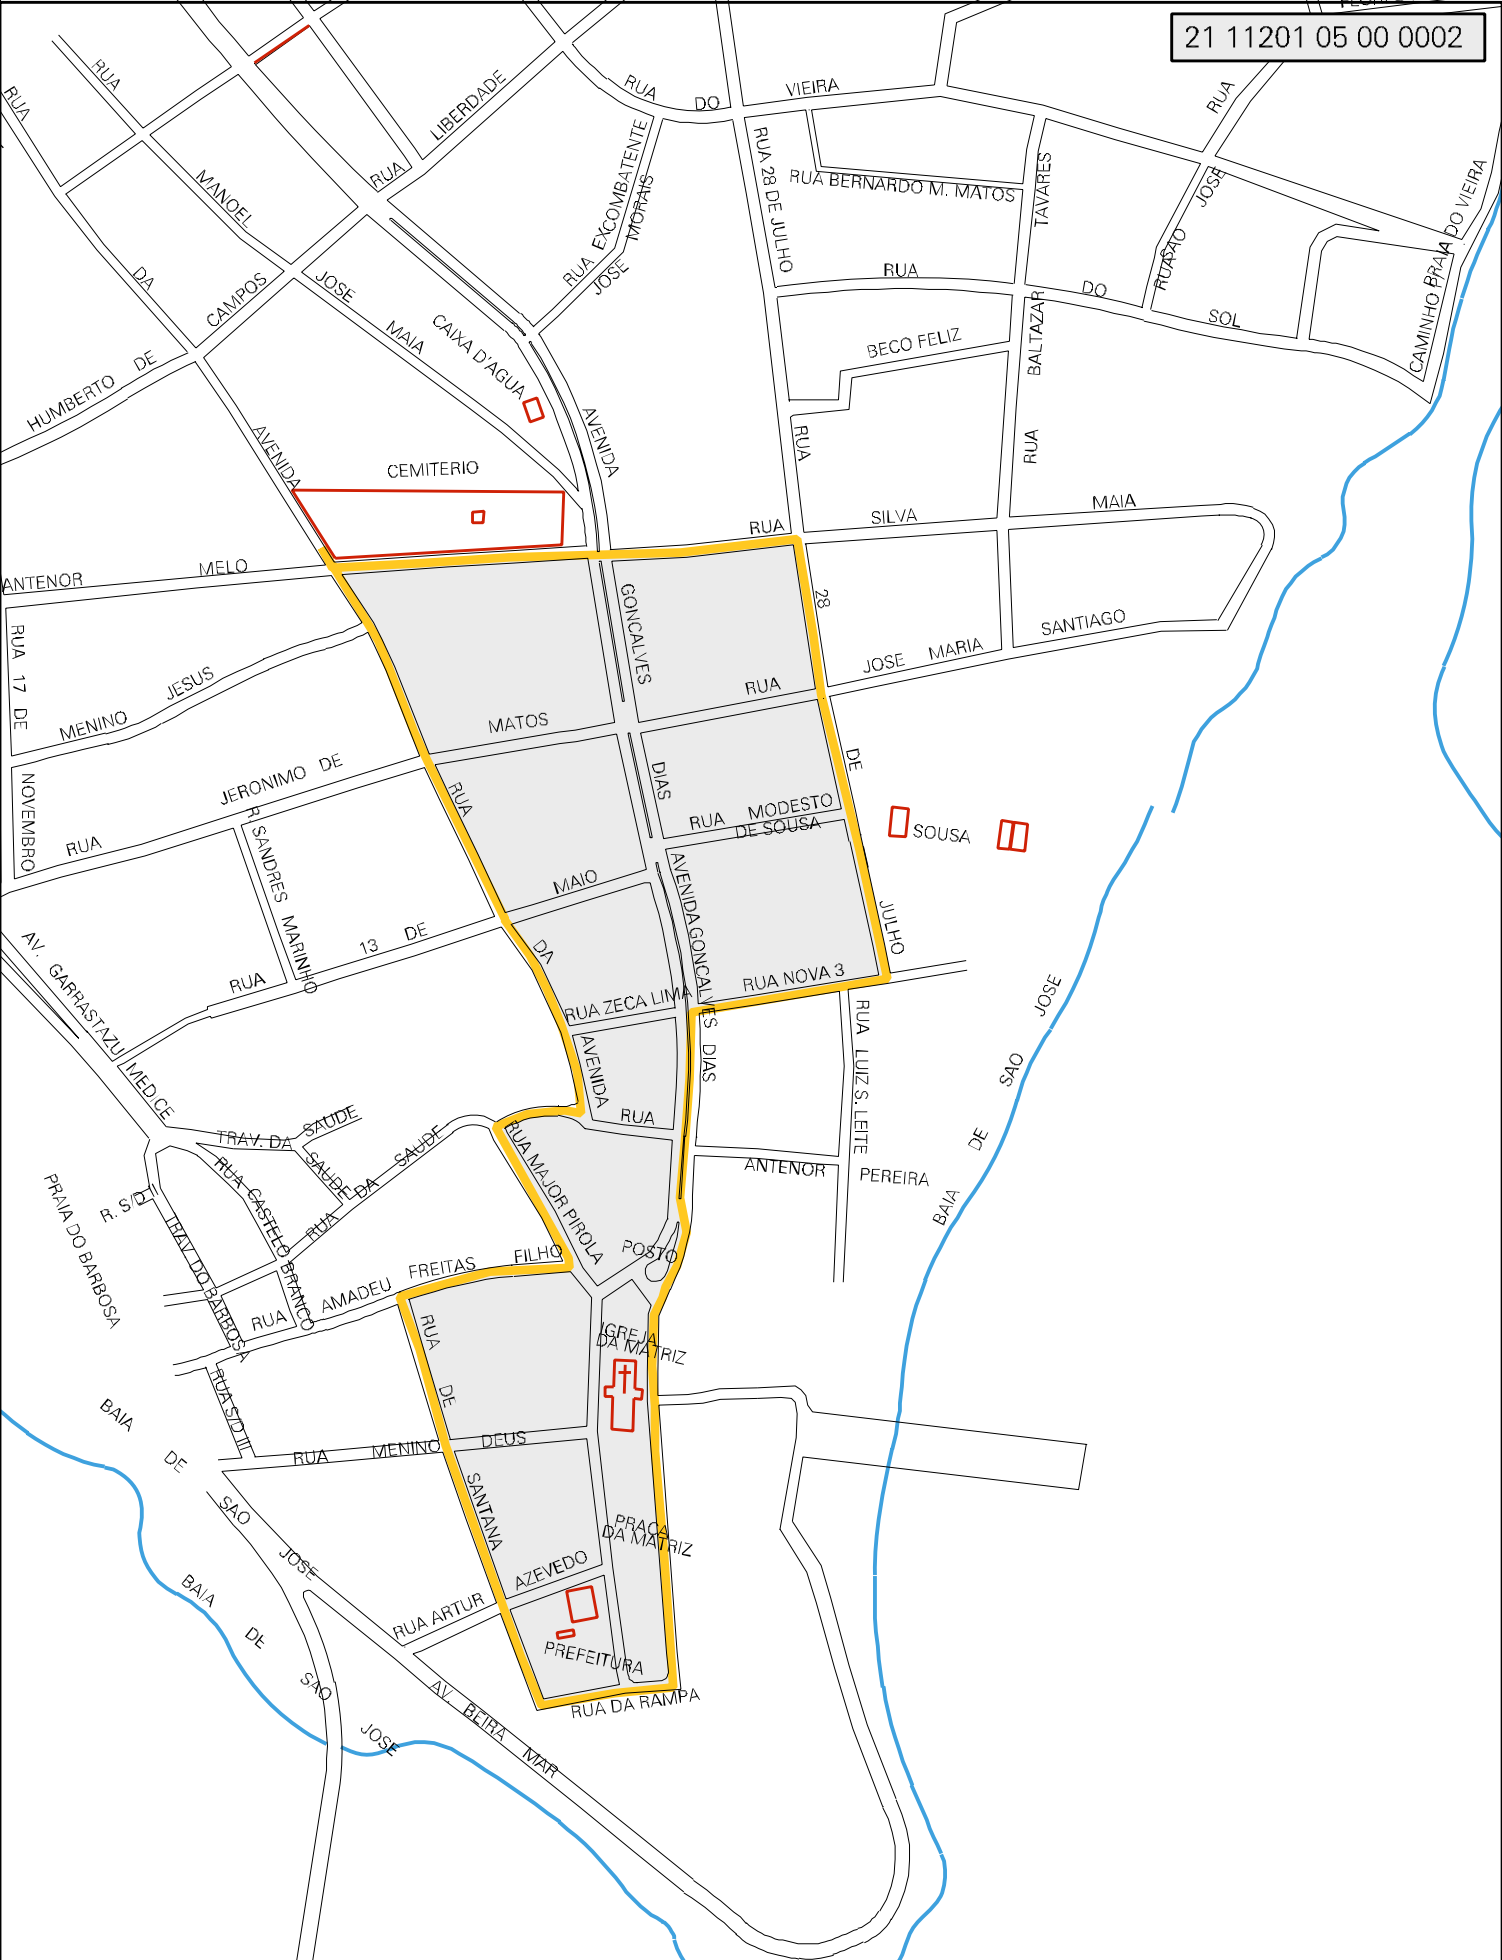 21 11201 05 00 0002
RUA
RUA
LIBERDADE
RUA
DO
VIEIRA
RUA
RUA
MANOEL
RUA EXCOMBATENTE
JOSE MORAIS
RUA 28 DE JULHO
RUA BERNARDO M. MATOS
TAVARES
JOSE
SAO
RUA
CAMINHO PRAIA DO VIEIRA
DA
CAMPOS
JOSE
MAIA
RUA
DO
SOL
HUMBERTO DE
CAIXA D'AGUA
BECO FELIZ
BALTAZAR
RUA
AVENIDA
AVENIDA
RUA
CEMITERIO
RUA
SILVA
MAIA
ANTENOR
MELO
GONCALVES
28
RUA 17 DE
NOVEMBRO
MENINO
JESUS
RUA
JOSE MARIA
SANTIAGO
MATOS
JERONIMO DE
RUA
RUA
DIAS
DE
RUA MODESTO
DE SOUSA
SOUSA
R. SANDRES MARINHO
MAIO
AVENIDA GONCALVES DIAS
JULHO
AV. GARRASTAZU MEDICE
13 DE
RUA
DA
RUA NOVA 3
RUA ZECA LIMA
AVENIDA
RUA
RUA LUIZ S. LEITE
BAIA DE SAO JOSE
TRAV. DA SAUDE
SAUDE
RUA DA SAUDE
RUA MAJOR PIROLA
ANTENOR
PEREIRA
RUA CASTELO BRANCO
R. S/D II
PRAIA DO BARBOSA
TRAV. DO BARBOSA
POSTO
RUA
AMADEU
FREITAS
FILHO
RUA
DE
SANTANA
IGREJA
DA MATRIZ
RUA S/D III
BAIA
DE
SAO
JOSE
RUA
MENINO
DEUS
PRACA
DA MATRIZ
BAIA
DE
SAO
JOSE
RUA ARTUR
AZEVEDO
PREFEITURA
RUA DA RAMPA
AV. BEIRA MAR